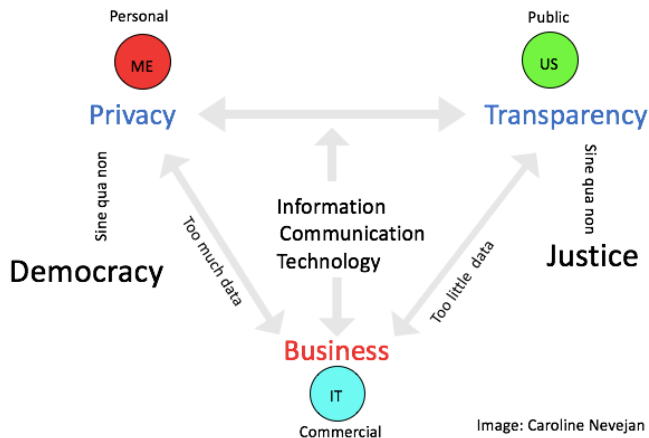 Personal
Public
ME
US
Privacy
Transparency
Sine qua non
Sine qua non
Information
Communication
Technology
Democracy
Justice
Too much data
Too little data
Business
IT
Commercial
Image: Caroline Nevejan